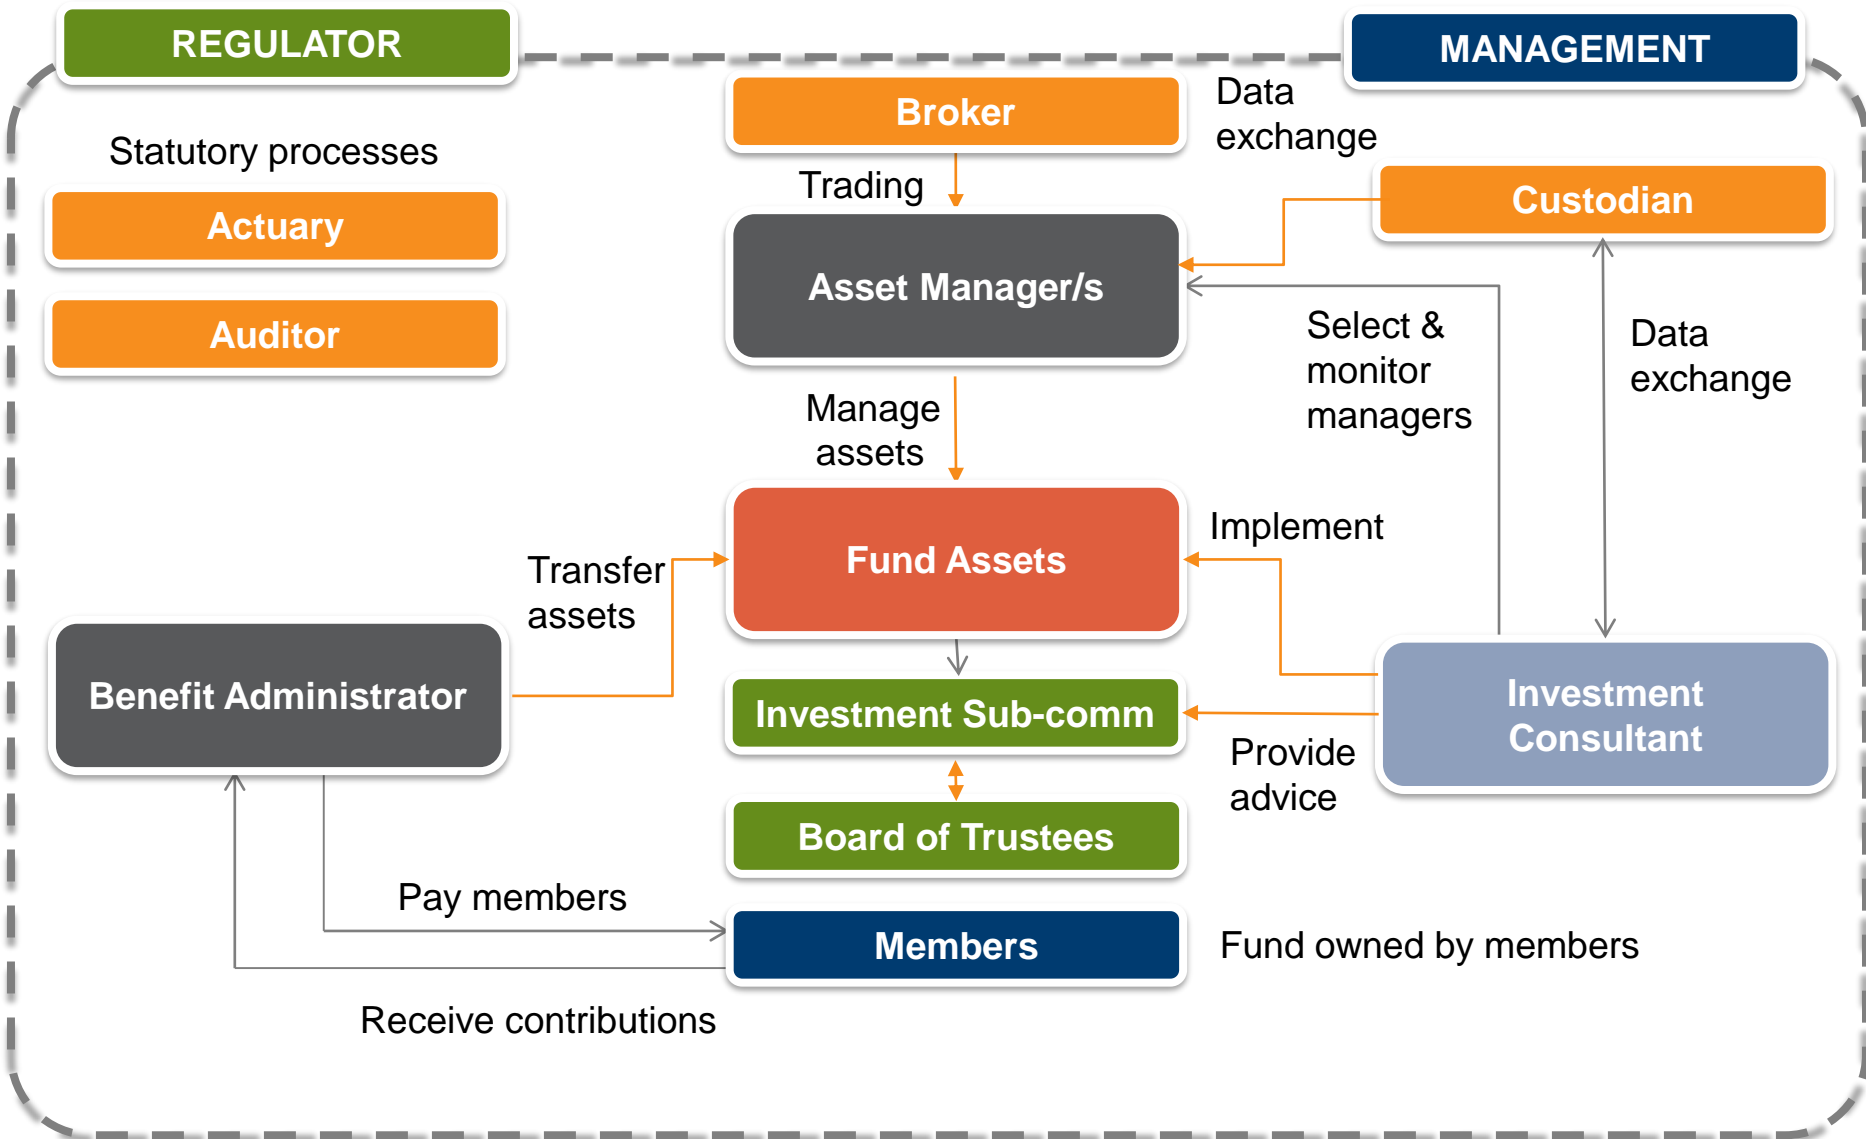 REGULATOR
MANAGEMENT
Broker
Data
exchange
Statutory processes
Trading
Custodian
Actuary
Asset Manager/s
Auditor
Select &
monitor
managers
Data
exchange
Manage
assets
Implement
Fund Assets
Transfer
assets
Benefit Administrator
Investment Sub-comm
Investment
Consultant
Provide
advice
Board of Trustees
Pay members
Members
Fund owned by members
Receive contributions